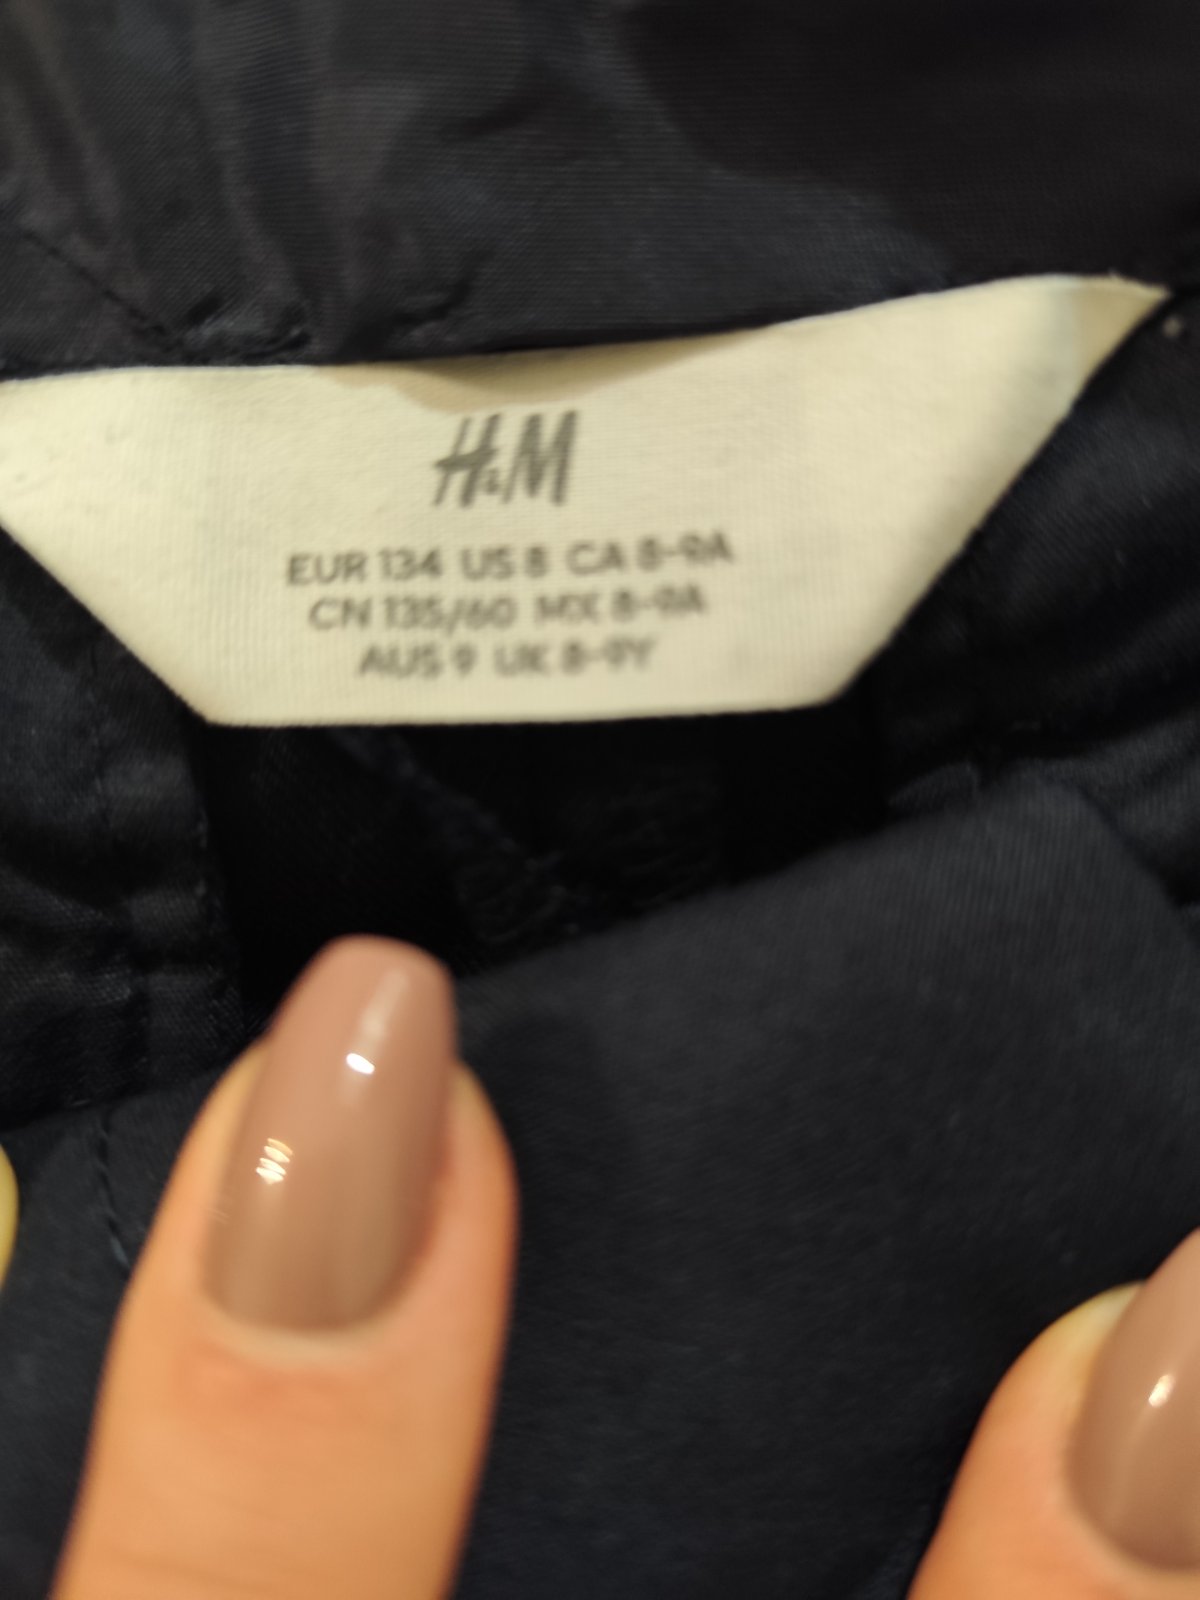 H&M
EUR 134 US 8 CA 8-9A
CN 135/60 MX 8-9A
AUS 9 UK 8-9Y